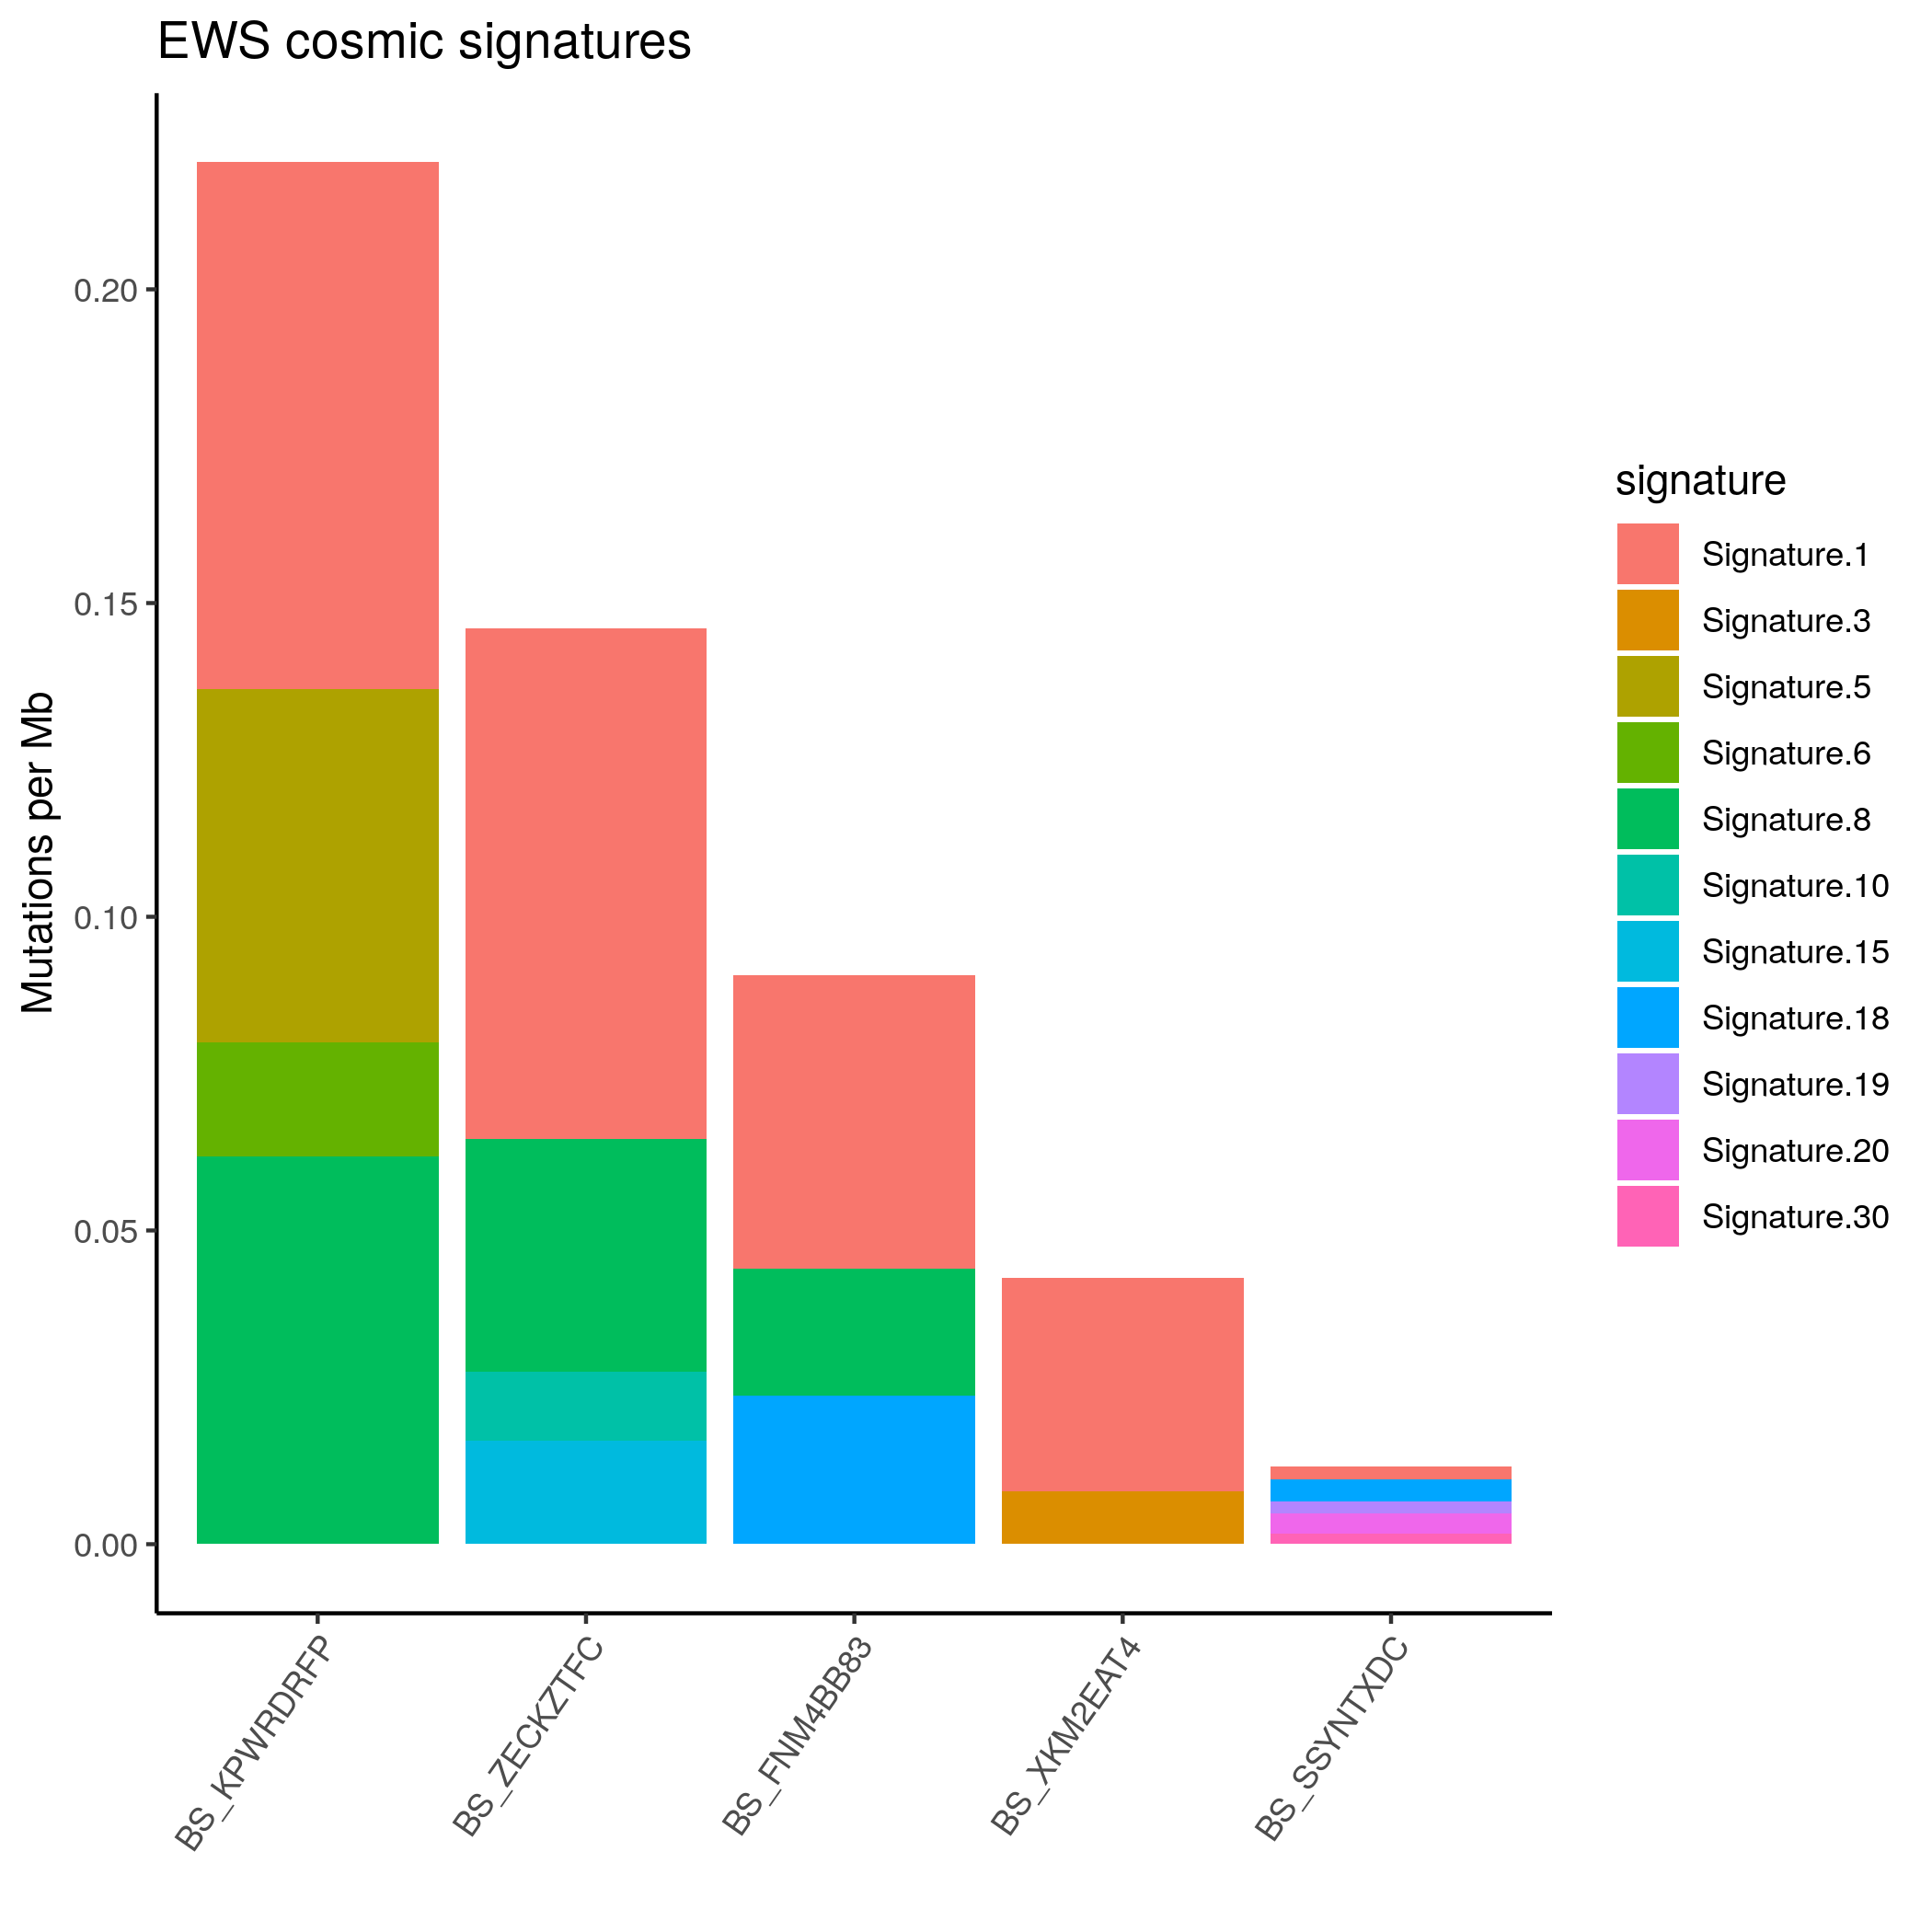 EWS cosmic signatures
Mutations per Mb
0.20
0.15
0.10
0.05
0.00
BS_KPWRDRFP
BS_ZECKZTFC
BS_FNM4BB83
BS_XKM2EAT4
BS_SSYNTXDC
signature
Signature.1
Signature.3
Signature.5
Signature.6
Signature.8
Signature.10
Signature.15
Signature.18
Signature.19
Signature.20
Signature.30